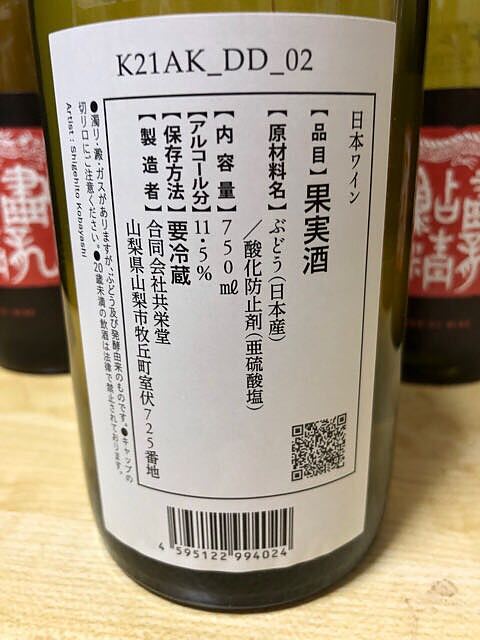 K21AK_DD_02
日本ワイン
【品目】果実酒
【原材料名】ぶどう(日本産)
／酸化防止剤(亜硫酸塩)
【内容量】750㎖
【アルコール分】11.5%
【保存方法】要冷蔵
【製造者】合同会社共栄堂
山梨県山梨市牧丘町室伏725番地
●濁り、澱、ガスがありますが、ぶどう及び発酵由来のものです。●キャップの
切り口にご注意ください。●20歳未満の飲酒は法律で禁止されております。
Artist : Shigehito Kobayashi
4 595122 994024